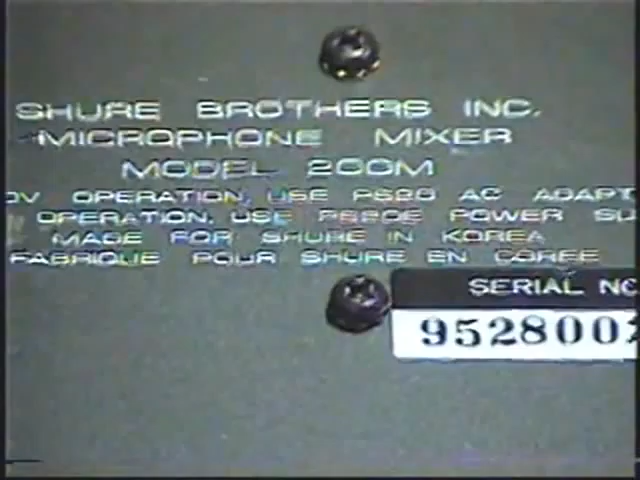 SHURE BROTHERS INC.
MICROPHONE MIXER
MODEL 200M
OPERATION, USE PS20 AC ADAPT
OPERATION, USE PS20E POWER SU
MADE FOR SHURE IN KOREA
FABRIQUE POUR SHURE EN COREE
SERIAL NO
952800